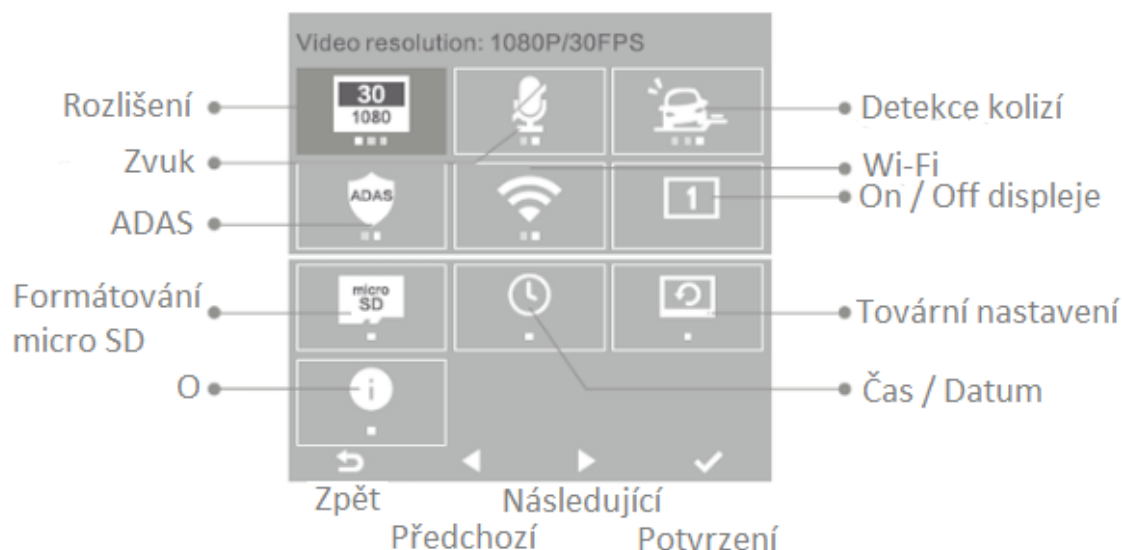 Video resolution: 1080P/30FPS
Rozlišení
30
1080
Detekce kolizí
Zvuk
Wi-Fi
ADAS
ADAS
1
On / Off displeje
Formátování
micro SD
micro
SD
Tovární nastavení
O
i
Čas / Datum
Zpět
Následující
Předchozí
Potvrzení